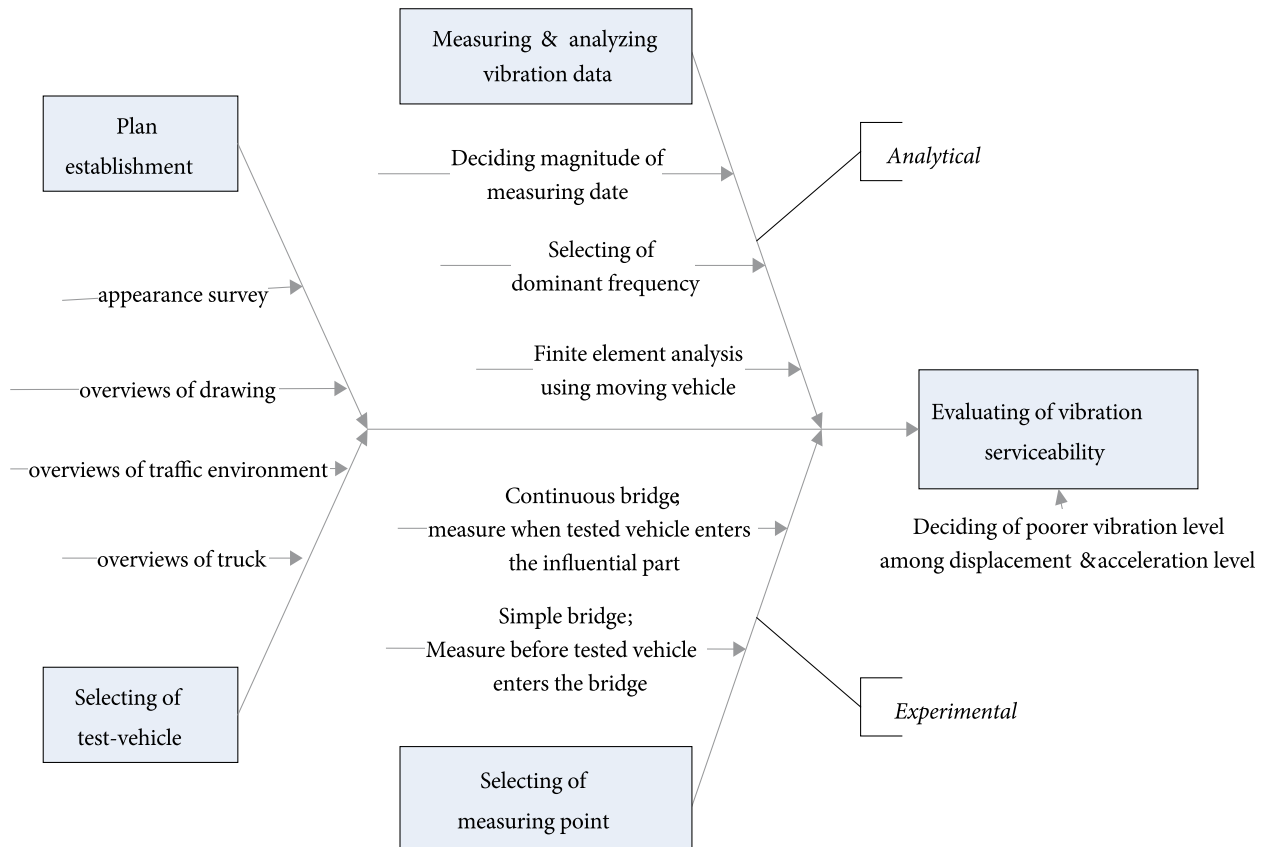 Measuring & analyzing
vibration data
Plan
establishment
Deciding magnitude of
measuring date
Analytical
Selecting of
dominant frequency
appearance survey
Finite element analysis
using moving vehicle
overviews of drawing
Evaluating of vibration
serviceability
overviews of traffic environment
Continuous bridge;
measure when tested vehicle enters
the influential part
Deciding of poorer vibration level
among displacement &acceleration level
overviews of truck
Simple bridge;
Measure before tested vehicle
enters the bridge
Selecting of
test-vehicle
Experimental
Selecting of
measuring point